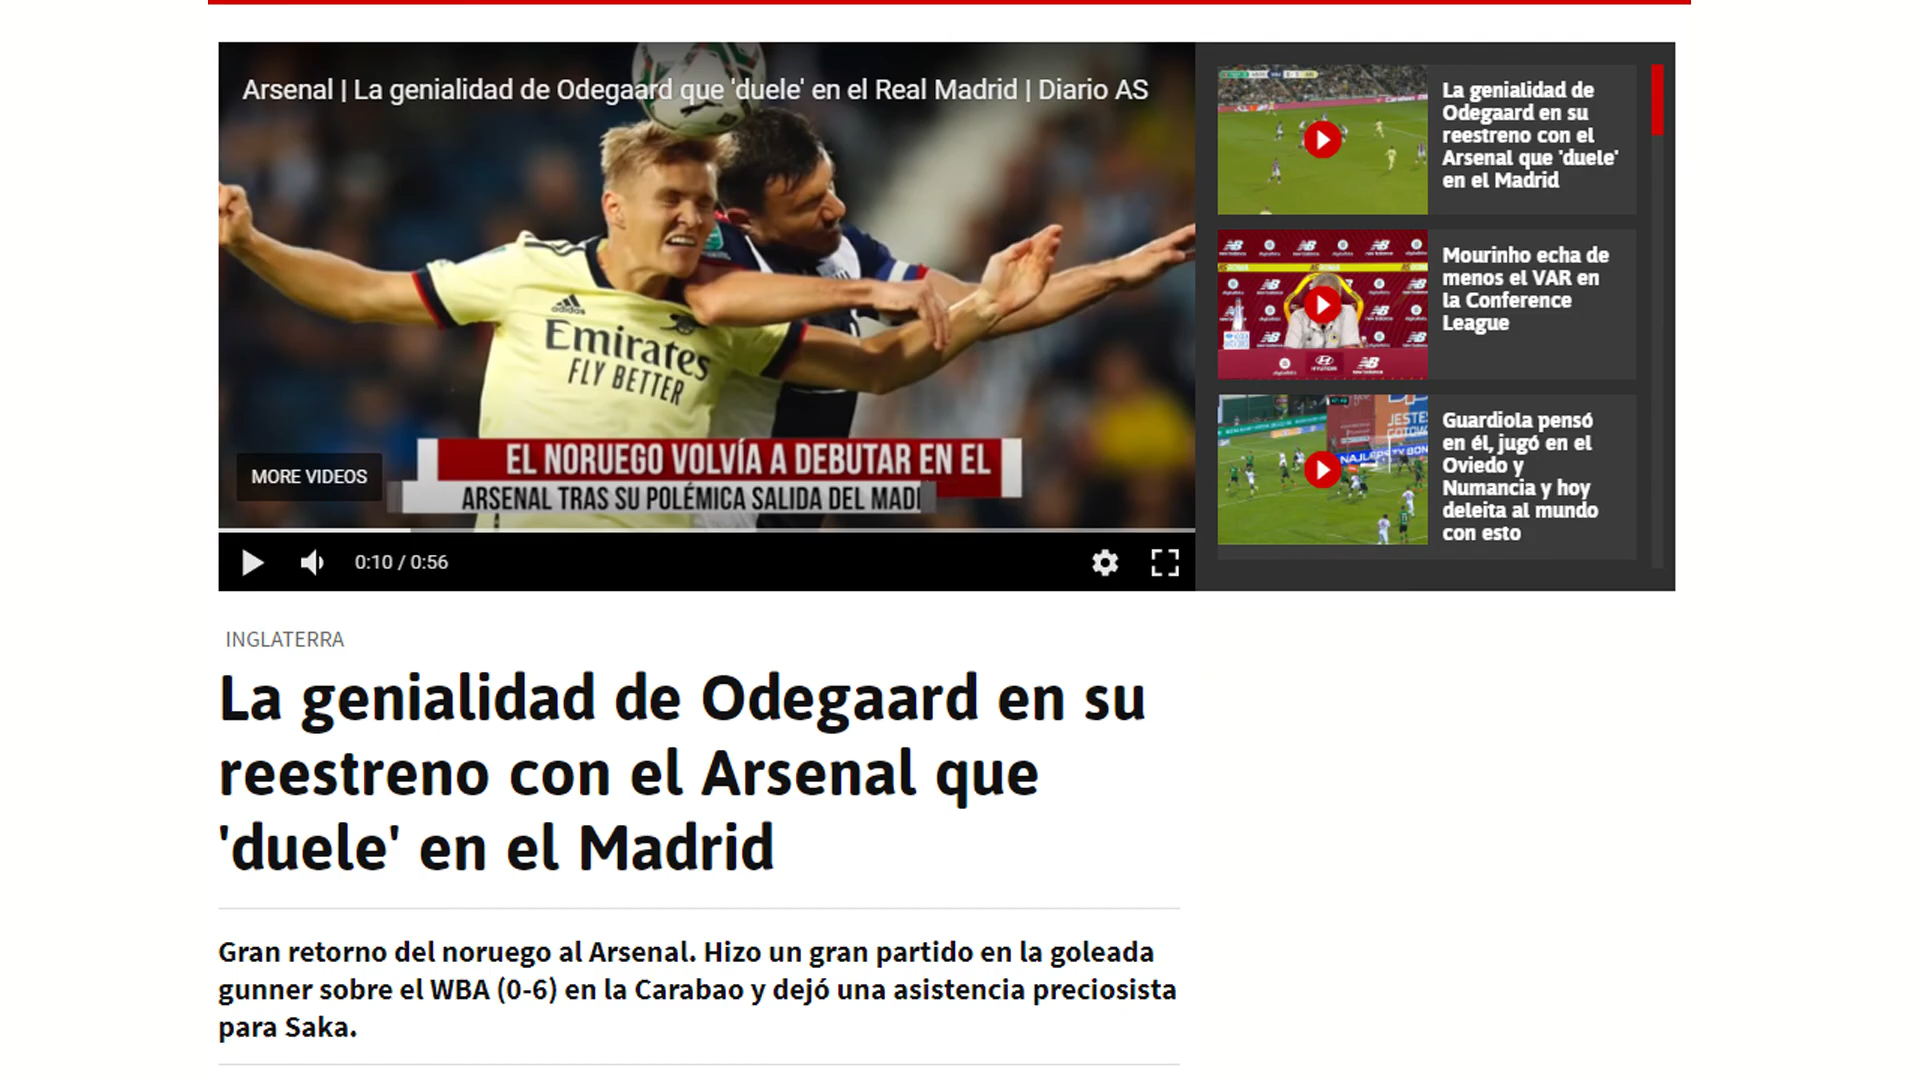 Arsenal | La genialidad de Odegaard que 'duele' en el Real Madrid | Diario AS
adidas
Emirates
FLY BETTER
EL NORUEGO VOLVÍA A DEBUTAR EN EL
ARSENAL TRAS SU POLÉMICA SALIDA DEL MADI
MORE VIDEOS
0:10 / 0:56
La genialidad de
Odegaard en su
reestreno con el
Arsenal que 'duele'
en el Madrid
Mourinho echa de
menos el VAR en
la Conference
League
Guardiola pensó
en él, jugó en el
Oviedo y
Numancia y hoy
deleita al mundo
con esto
INGLATERRA
La genialidad de Odegaard en su
reestreno con el Arsenal que
'duele' en el Madrid
Gran retorno del noruego al Arsenal. Hizo un gran partido en la goleada
gunner sobre el WBA (0-6) en la Carabao y dejó una asistencia preciosista
para Saka.